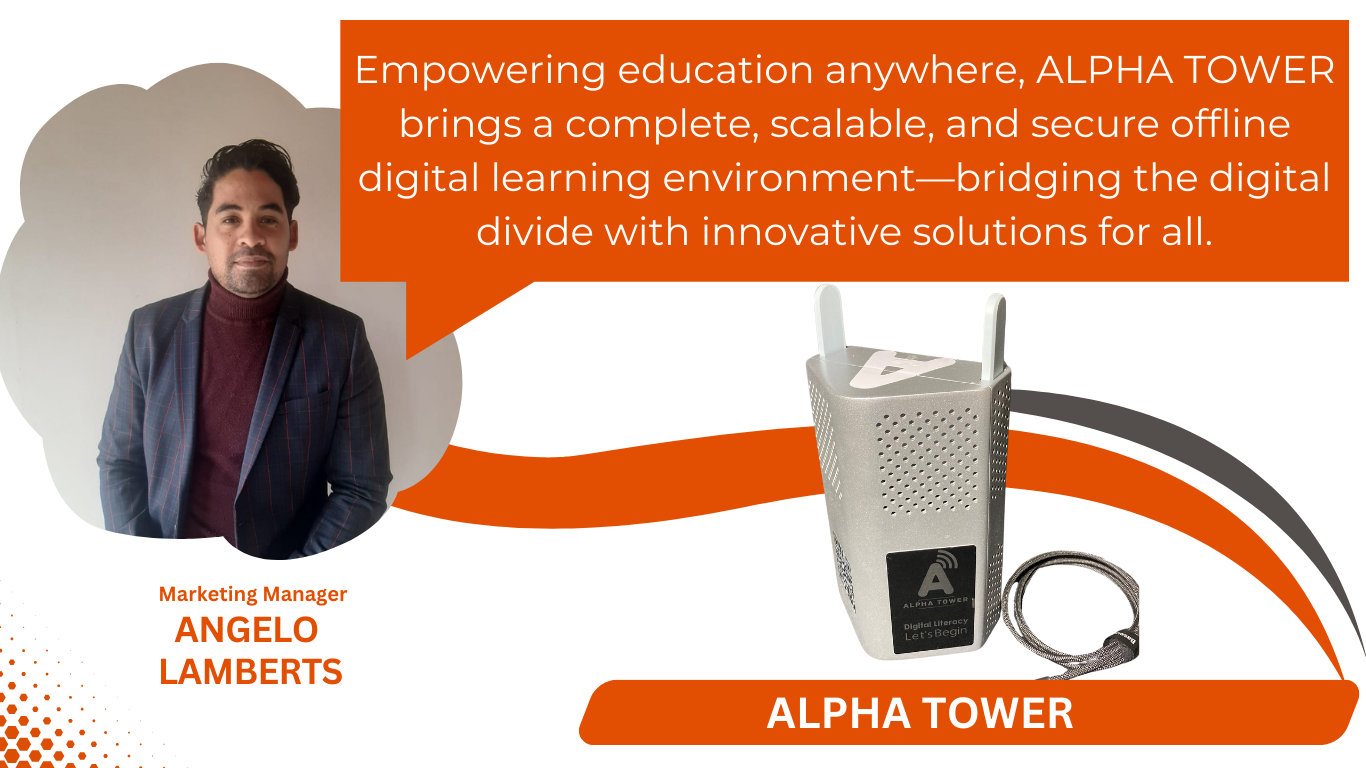 Empowering education anywhere, ALPHA TOWER
brings a complete, scalable, and secure offline
digital learning environment—bridging the digital
divide with innovative solutions for all.
A
A
ALPHA TOWER
Digital Literacy
Let's Begin
Marketing Manager
ANGELO
LAMBERTS
ALPHA TOWER